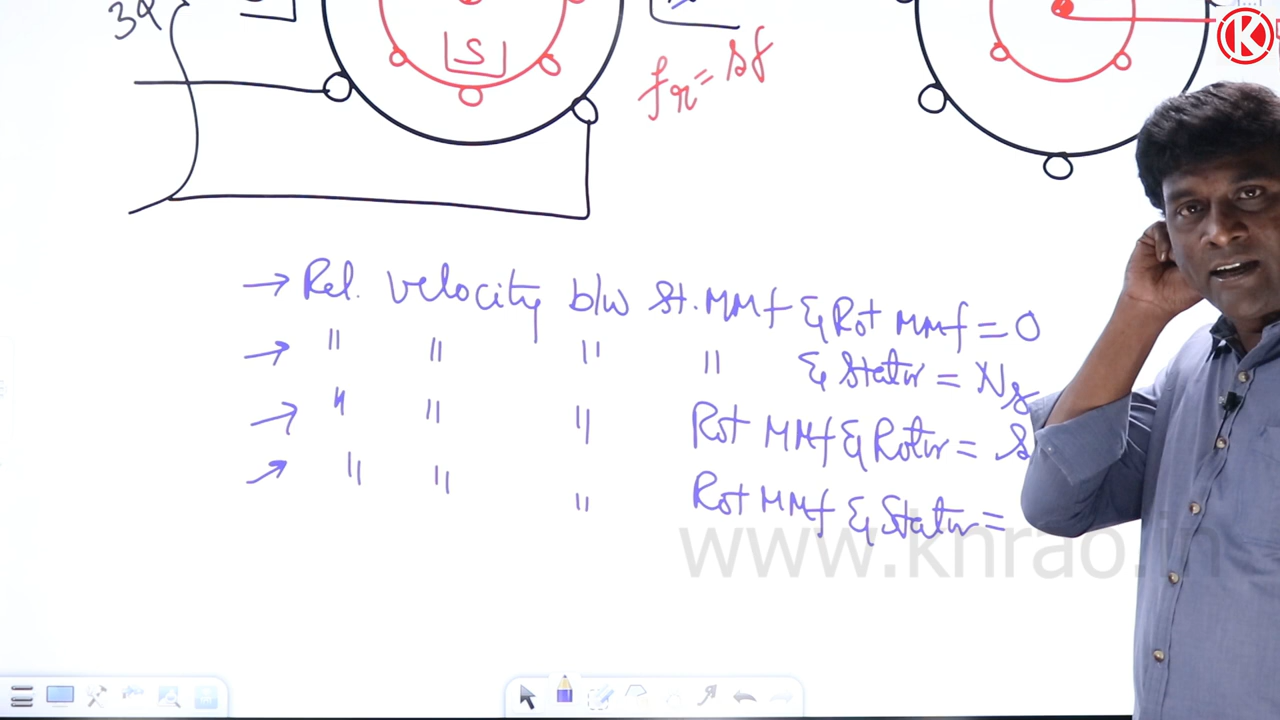 3φ
S
fr = sf
→ Rel. velocity b/w St. MMf & Rot MMf = 0
→ " " " " & Stator = Ns
→ " " " Rot MMf & Rotor = S
→ " " " Rot MMf & Stator =
www.knrao.in
K